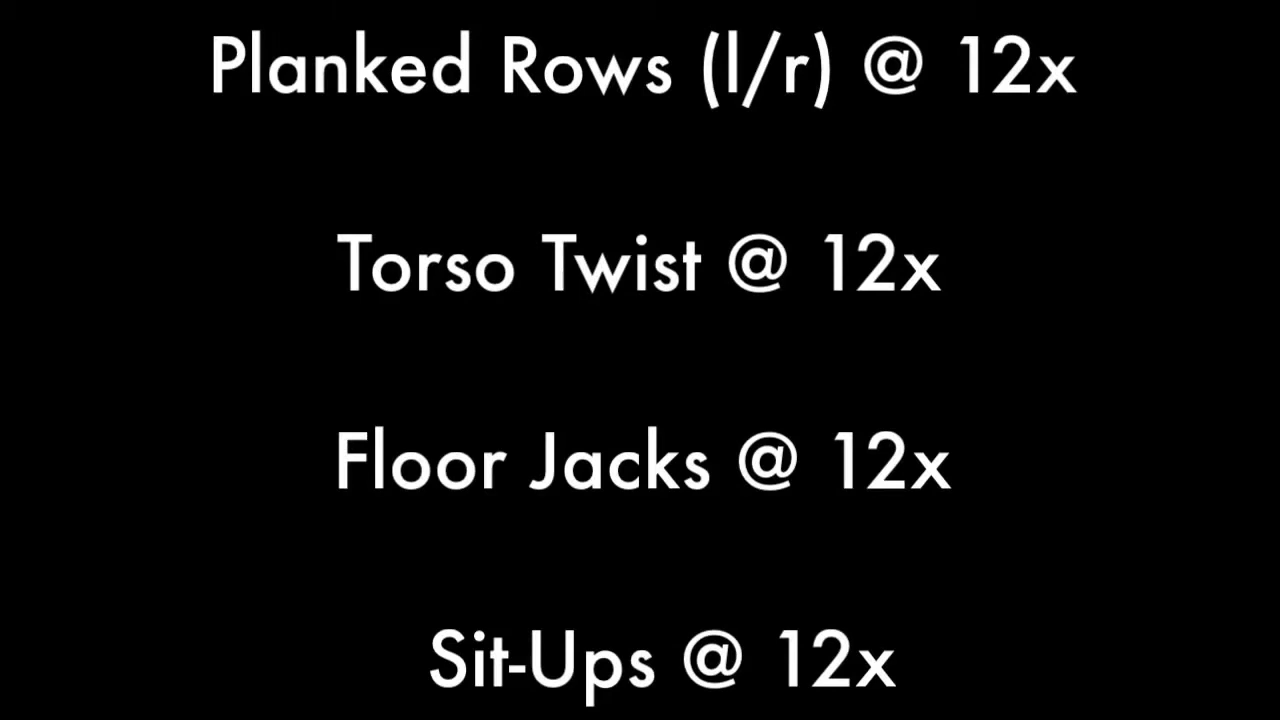 Planked Rows (l/r) @ 12x
Torso Twist @ 12x
Floor Jacks @ 12x
Sit-Ups @ 12x